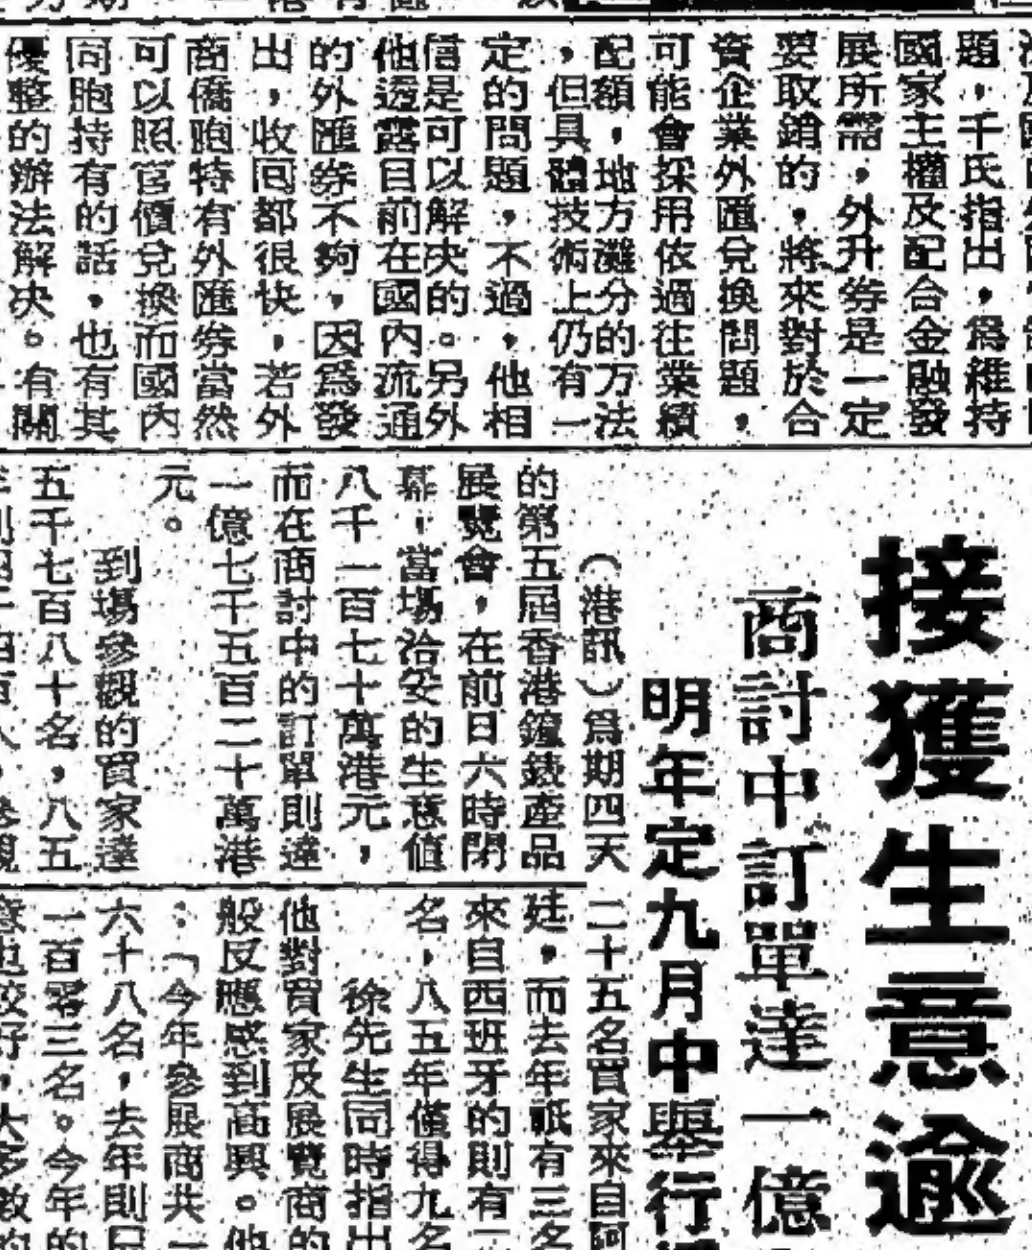 題，千氏指出，爲維持
國家主權及配合金融發
展所需，外升券是一定
要取銷的，將來對於合
資企業外匯兌換問題，
可能會採用依過往業績
配額，地方灘分的方法
，但具體技術上仍有一
定的問題，不過，他相
信是可以解决的。另外
他透露目前在國內流通
的外匯券不夠，因爲發
出，收囘都很快，若外
商僑胞特有外匯券當然
可以照官價兌換而國內
同胞持有的話，也有其
優整的辦法解决。有關
接獲生意逾
商討中訂單達一億
明年定九月中舉行
（港訊）爲期四天
的第五屆香港鐘錶產品
展覽會，在前日六時閉
幕，當場洽妥的生意値
八千一百七十萬港元，
而在商討中的訂單則達
一億七千五百二十萬港
元。
到場參觀的買家達
五千七百八十名，八五
二十五名買家來自阿
廷，而去年祇有三名
來自西班牙的則有二
名，八五年僅得九名
徐先生同時指出
他對買家及展覽商的
般反應感到高興。他
：「今年參展商共一
六十八名，去年則只
一百零三名。今年的